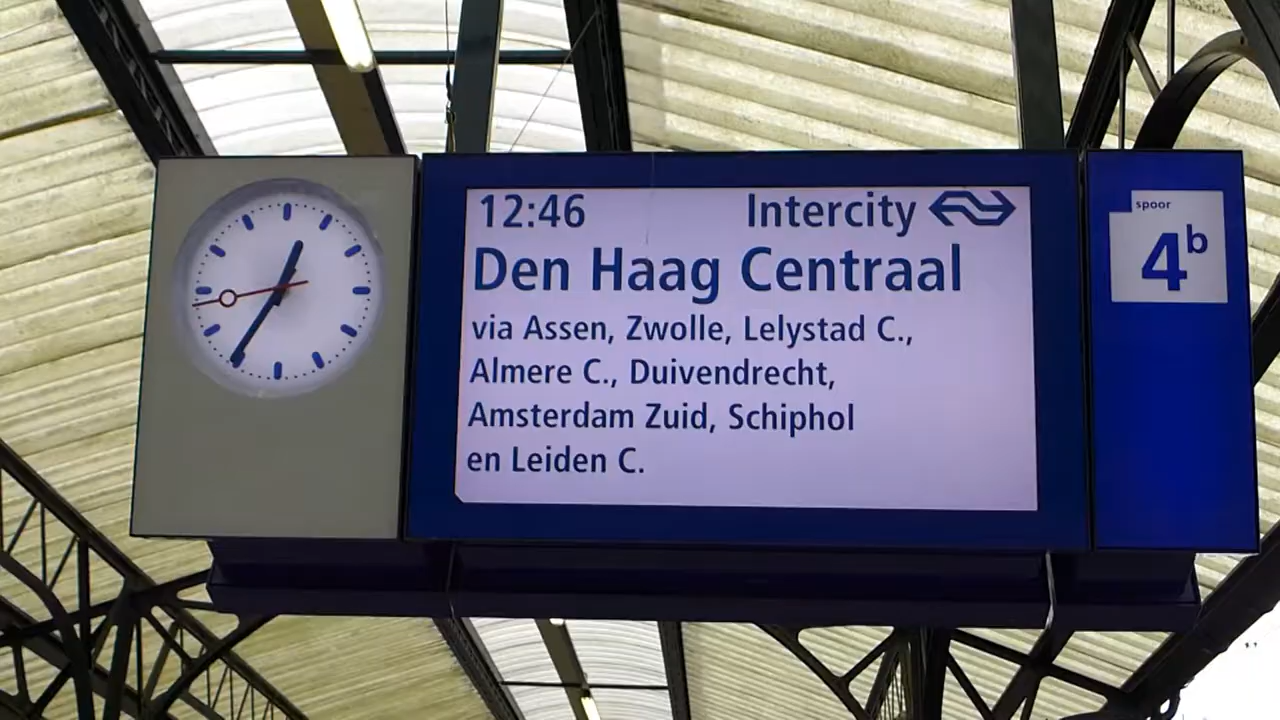 12:46 Intercity
Den Haag Centraal
via Assen, Zwolle, Lelystad C.,
Almere C., Duivendrecht,
Amsterdam Zuid, Schiphol
en Leiden C.
spoor
4b